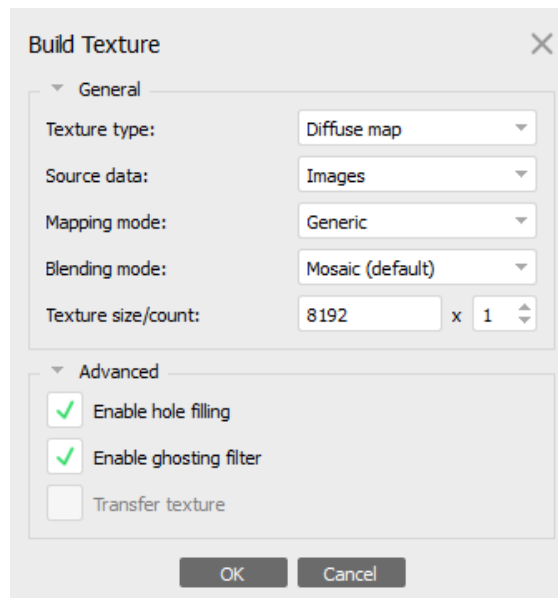 Build Texture
General
Texture type: Diffuse map
Source data: Images
Mapping mode: Generic
Blending mode: Mosaic (default)
Texture size/count: 8192 x 1
Advanced
Enable hole filling
Enable ghosting filter
Transfer texture
OK Cancel